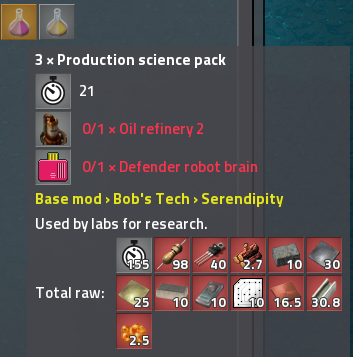 3 × Production science pack
21
0/1 × Oil refinery 2
0/1 × Defender robot brain
Base mod › Bob's Tech › Serendipity
Used by labs for research.
Total raw:
155 98 40 2.7 10 30
25 10 10 10 16.5 30.8
2.5